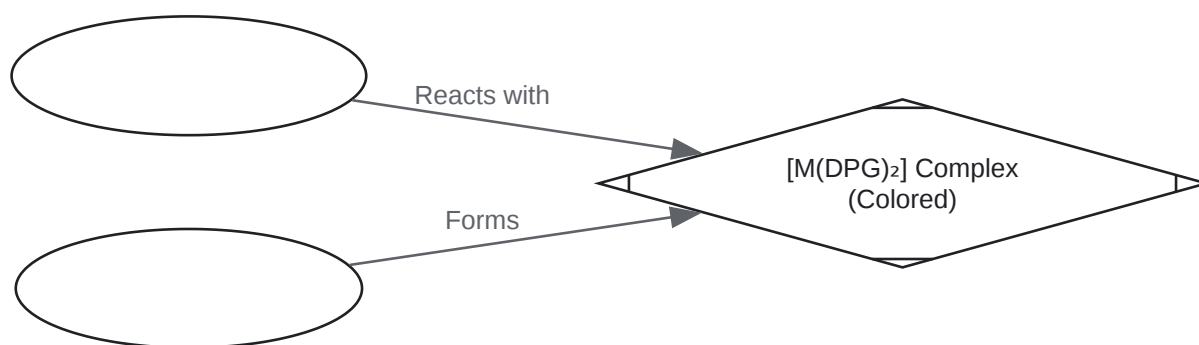 Reacts with
[M(DPG)₂] Complex
(Colored)
Forms